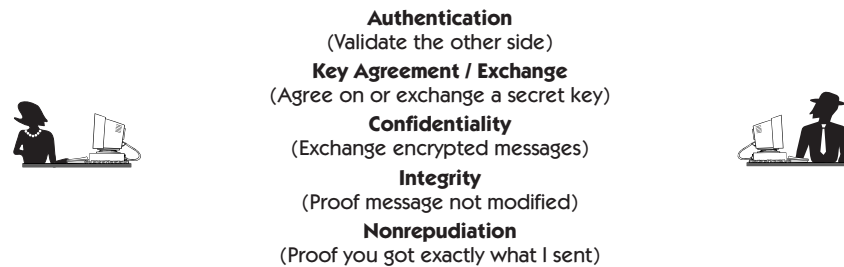 Authentication
(Validate the other side)
Key Agreement / Exchange
(Agree on or exchange a secret key)
Confidentiality
(Exchange encrypted messages)
Integrity
(Proof message not modified)
Nonrepudiation
(Proof you got exactly what I sent)